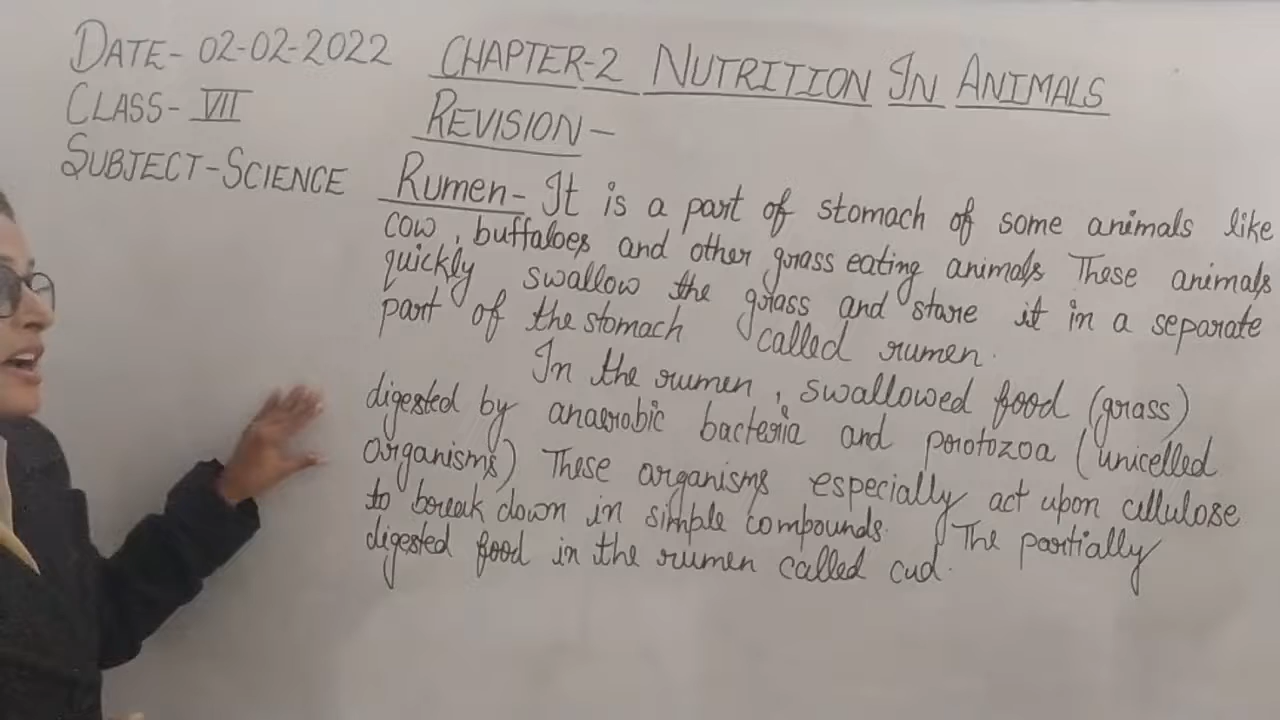 DATE- 02-02-2022
CLASS- VII
SUBJECT-SCIENCE
CHAPTER-2 NUTRITION IN ANIMALS
REVISION-
Rumen- It is a part of stomach of some animals like
cow, buffaloes and other grass eating animals These animals
quickly swallow the grass and store it in a separate
part of the stomach called rumen.
In the rumen, swallowed food (grass)
digested by anaerobic bacteria and porotozoa (unicelled
organisms) These organisms especially act upon cellulose
to break down in simple compounds. The partially
digested food in the rumen called cud.